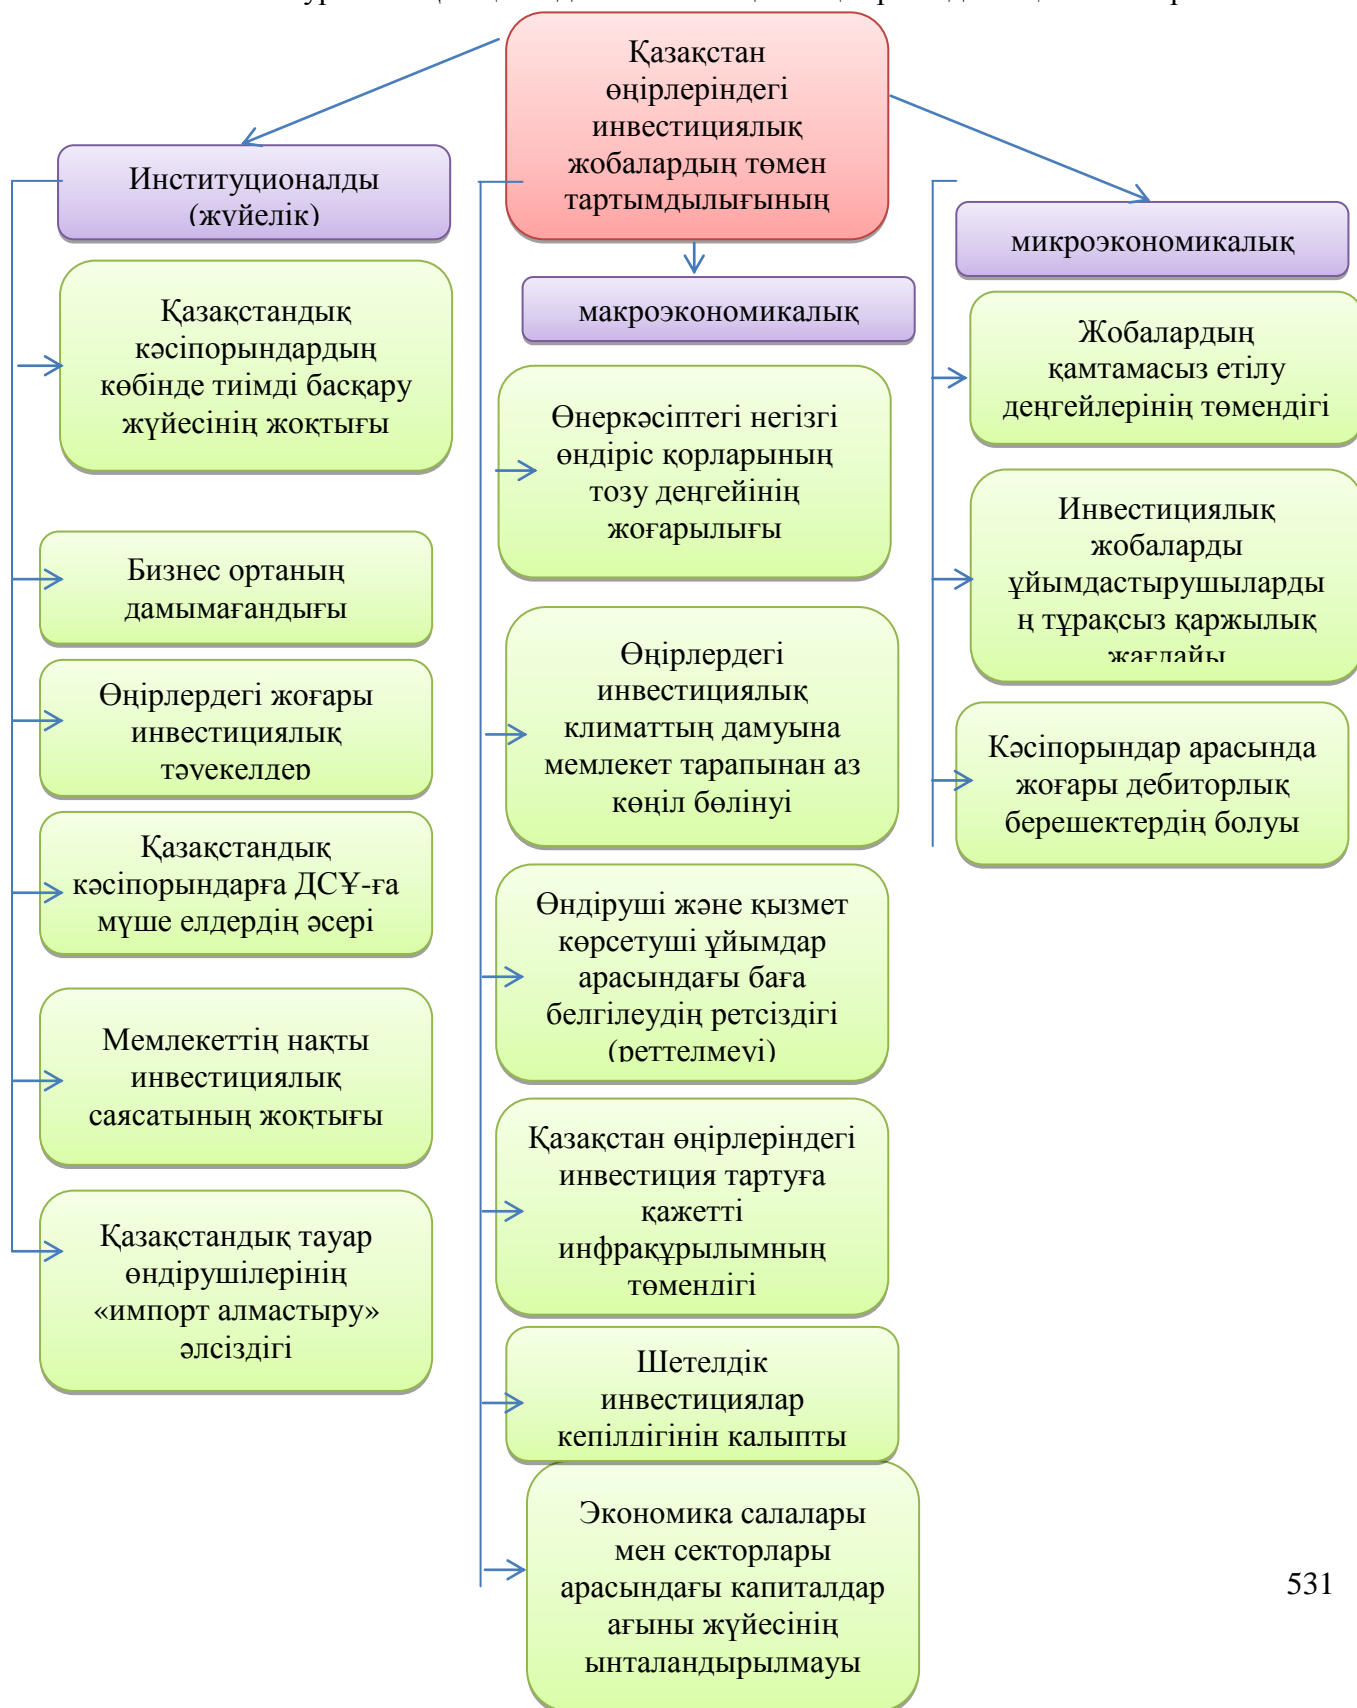 Қазақстан
өңірлеріндегі
инвестициялық
жобалардың төмен
тартымдылығының
Институционалды
(жүйелік)
Қазақстандық
кәсіпорындардың
көбінде тиімді басқару
жүйесінің жоқтығы
Бизнес ортаның
дамымағандығы
Өңірлердегі жоғары
инвестициялық
тәуекелдер
Қазақстандық
кәсіпорындарға ДСҰ-ға
мүше елдердің әсері
Мемлекеттің нақты
инвестициялық
саясатының жоқтығы
Қазақстандық тауар
өндірушілерінің
«импорт алмастыру»
әлсіздігі
макроэкономикалық
Өнеркәсіптегі негізгі
өндіріс қорларының
тозу деңгейінің
жоғарылығы
Өңірлердегі
инвестициялық
климаттың дамуына
мемлекет тарапынан аз
көңіл бөлінуі
Өндіруші және қызмет
көрсетуші ұйымдар
арасындағы баға
белгілеудің ретсіздігі
(реттелмеуі)
Қазақстан өңірлеріндегі
инвестиция тартуға
қажетті
инфрақұрылымның
төмендігі
Шетелдік
инвестициялар
кепілдігінің қалыпты
Экономика салалары
мен секторлары
арасындағы капиталдар
ағыны жүйесінің
ынталандырылмауы
микроэкономикалық
Жобалардың
қамтамасыз етілу
деңгейлерінің төмендігі
Инвестициялық
жобаларды
ұйымдастырушыларды
ң тұрақсыз қаржылық
жағдайы
Кәсіпорындар арасында
жоғары дебиторлық
берешектердің болуы
531